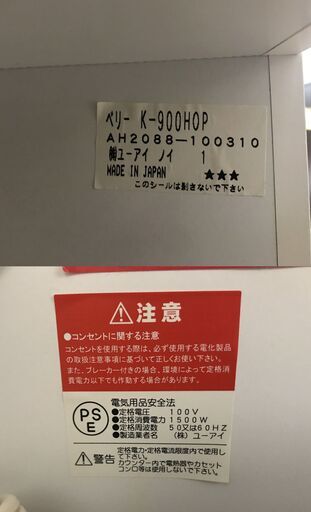 ベリー K-900HOP
AH2088-100310
㈱ユーアイ ノイ 1
MADE IN JAPAN ★★★
このシールは剝さないで下さい
⚠注意
●コンセントに関する注意
コンセントを使用する際は、必ず使用する電化製品
の取扱注意事項に基づいて正しくお使い下さい。
また、ブレーカー付きの場合、環境によって定格消
費電力以下でも作動する場合があります。
PS
E
電気用品安全法
●定格電圧 100V
●定格消費電力 1500W
●定格周波数 50又は60HZ
●製造業者名 (株)ユーアイ
⚠警告
定格電力・定格電流限度内で使用して下さい。
カウンター内で電熱器やカセット
コンロ等は使用しないで下さい。